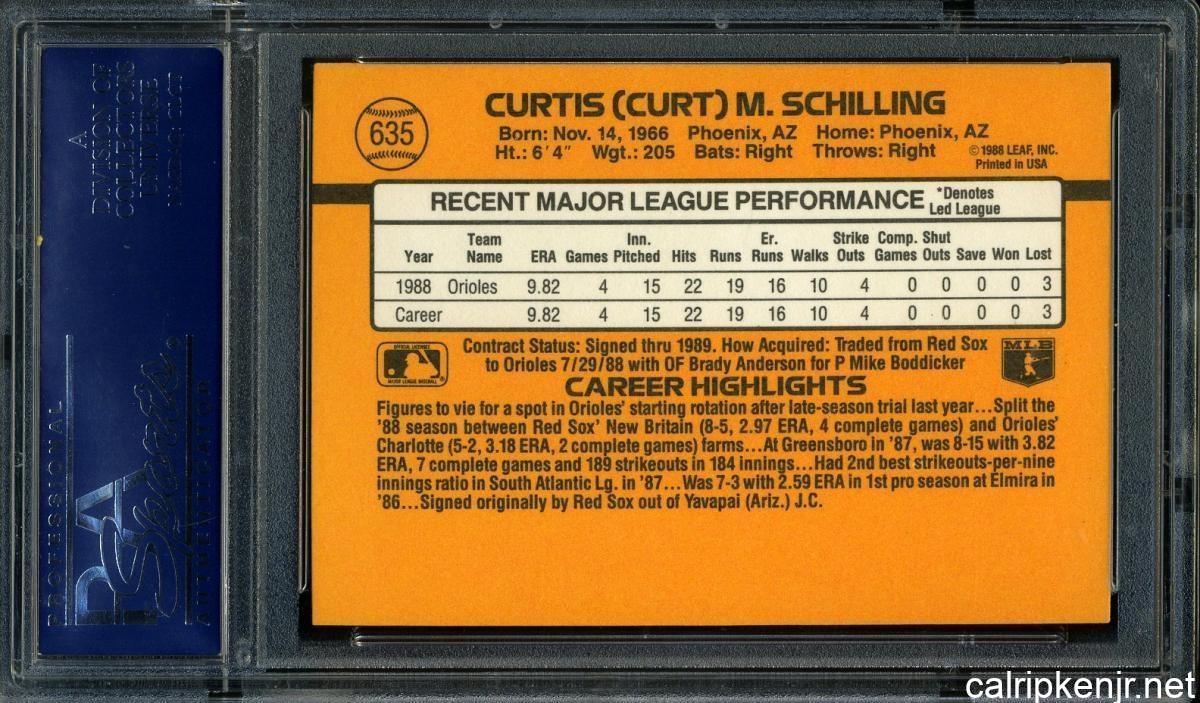 A
DIVISION OF
COLLECTORS
UNIVERSE
NASDAQ: CLCT
PROFESSIONAL
PSA
Sports
AUTHENTICATOR
635
CURTIS (CURT) M. SCHILLING
Born: Nov. 14, 1966 Phoenix, AZ Home: Phoenix, AZ
Ht.: 6'4" Wgt.: 205 Bats: Right Throws: Right
©1988 LEAF, INC.
Printed in USA
RECENT MAJOR LEAGUE PERFORMANCE
*Denotes
Led League
Year Team Name ERA Games Inn. Pitched Hits Runs Er. Runs Walks Strike Outs Comp. Games Shut Outs Save Won Lost
1988 Orioles 9.82 4 15 22 19 16 10 4 0 0 0 0 3
Career 9.82 4 15 22 19 16 10 4 0 0 0 0 3
OFFICIAL LICENSEE
MAJOR LEAGUE BASEBALL
®
Contract Status: Signed thru 1989. How Acquired: Traded from Red Sox
to Orioles 7/29/88 with OF Brady Anderson for P Mike Boddicker
MLB
CAREER HIGHLIGHTS
Figures to vie for a spot in Orioles' starting rotation after late-season trial last year...Split the
'88 season between Red Sox' New Britain (8-5, 2.97 ERA, 4 complete games) and Orioles'
Charlotte (5-2, 3.18 ERA, 2 complete games) farms...At Greensboro in '87, was 8-15 with 3.82
ERA, 7 complete games and 189 strikeouts in 184 innings...Had 2nd best strikeouts-per-nine
innings ratio in South Atlantic Lg. in '87...Was 7-3 with 2.59 ERA in 1st pro season at Elmira in
'86...Signed originally by Red Sox out of Yavapai (Ariz.) J.C.
calripkenjr.net